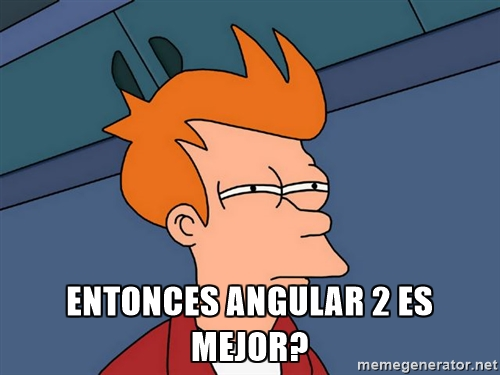 ENTONCES ANGULAR 2 ES
MEJOR?
memegenerator.net